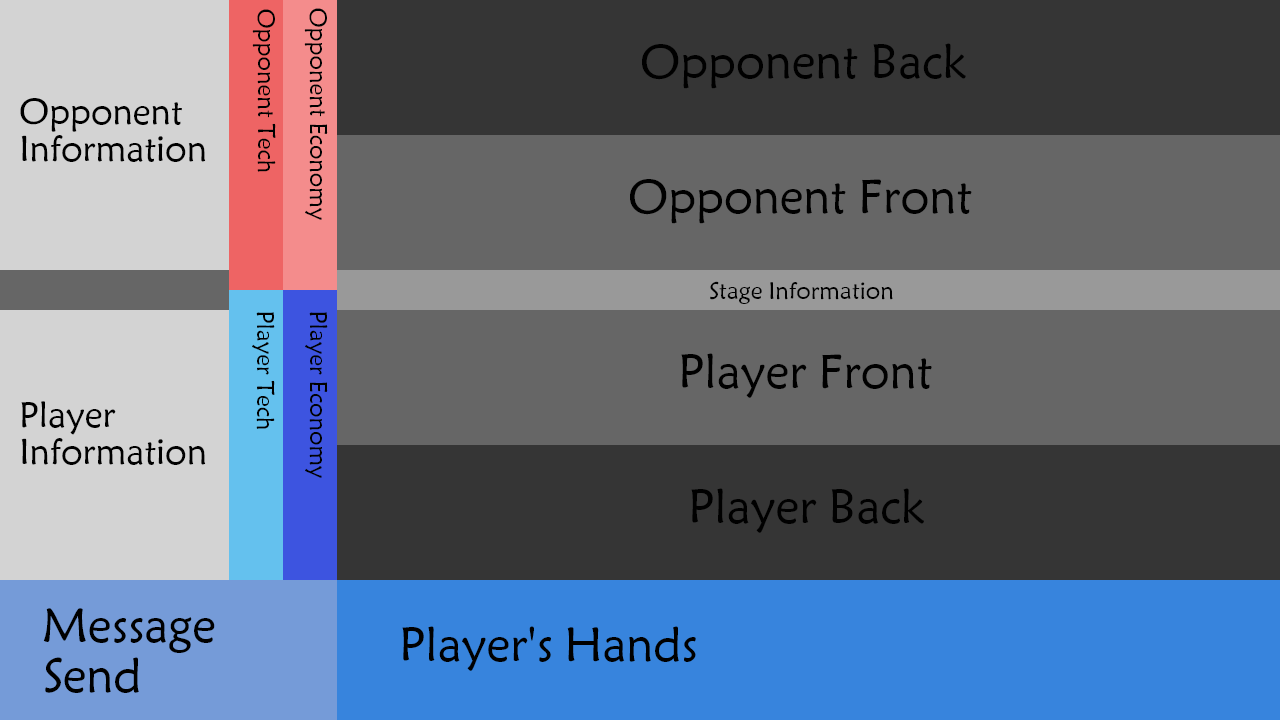 Opponent
Information
Opponent Tech
Opponent Economy
Opponent Back
Opponent Front
Stage Information
Player
Information
Player Tech
Player Economy
Player Front
Player Back
Message
Send
Player's Hands